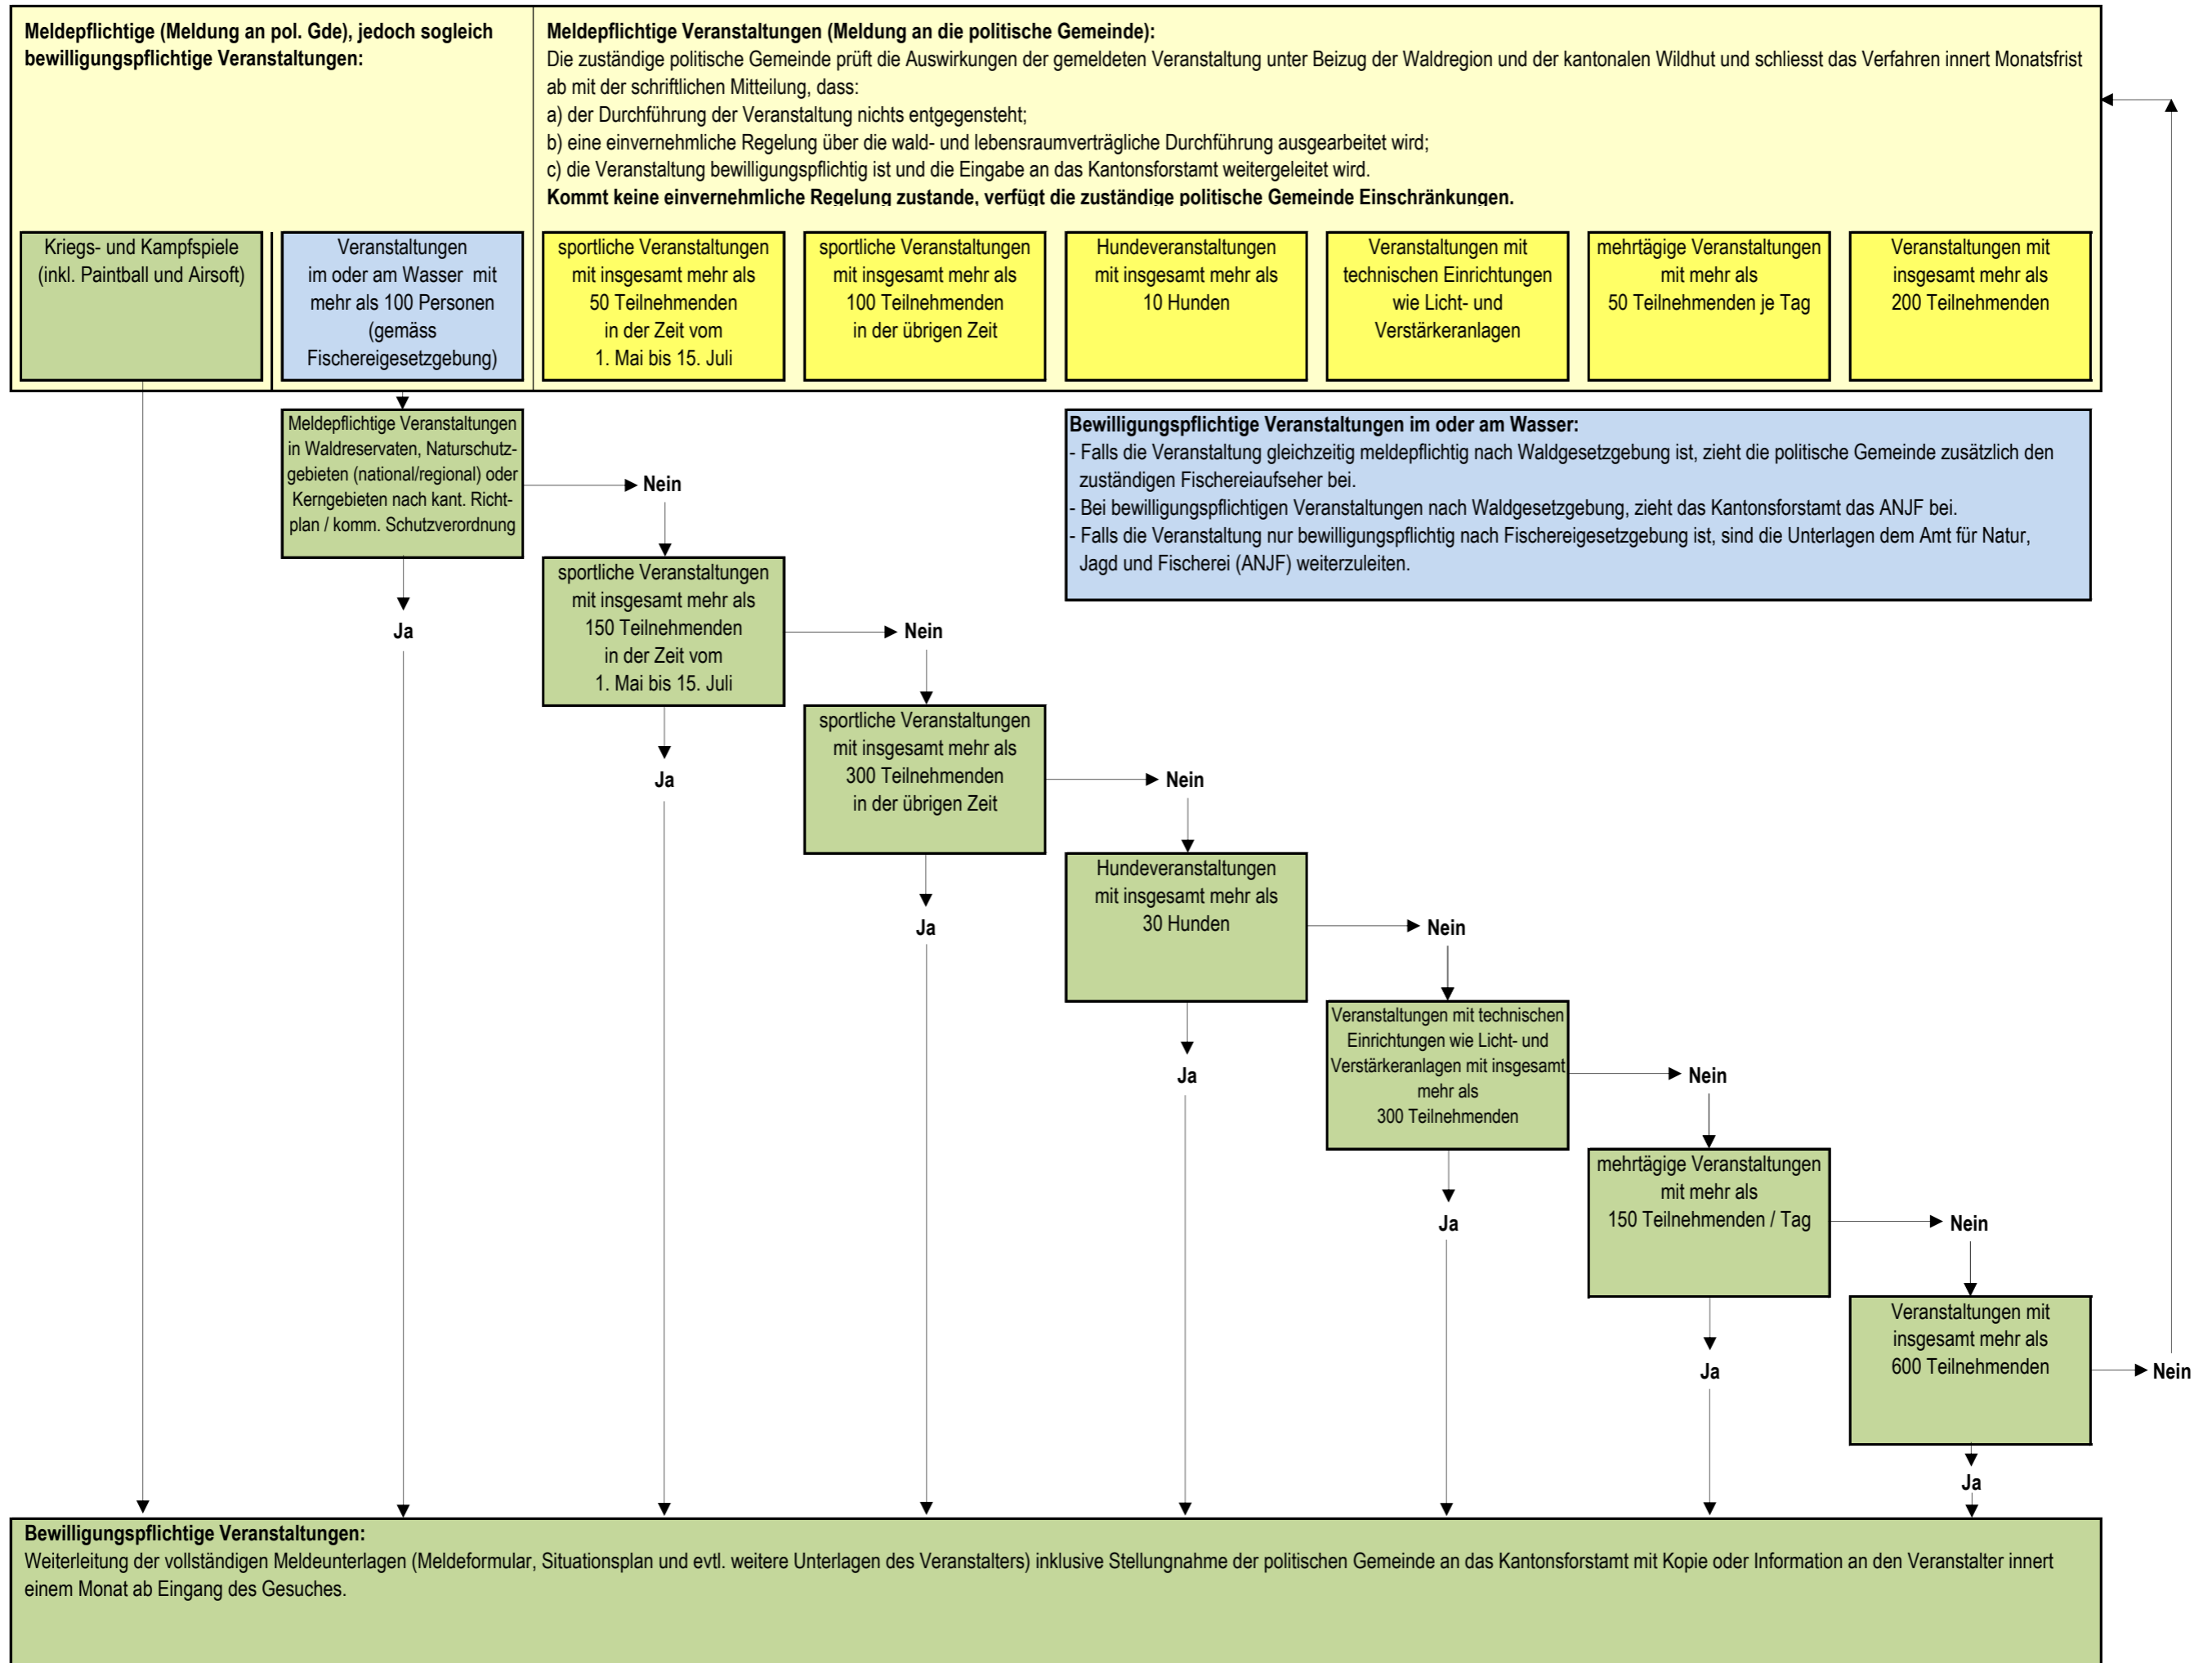 Meldepflichtige (Meldung an pol. Gde), jedoch sogleich
bewilligungspflichtige Veranstaltungen:
Meldepflichtige Veranstaltungen (Meldung an die politische Gemeinde):
Die zuständige politische Gemeinde prüft die Auswirkungen der gemeldeten Veranstaltung unter Beizug der Waldregion und der kantonalen Wildhut und schliesst das Verfahren innert Monatsfrist
ab mit der schriftlichen Mitteilung, dass:
a) der Durchführung der Veranstaltung nichts entgegensteht;
b) eine einvernehmliche Regelung über die wald- und lebensraumverträgliche Durchführung ausgearbeitet wird;
c) die Veranstaltung bewilligungspflichtig ist und die Eingabe an das Kantonsforstamt weitergeleitet wird.
Kommt keine einvernehmliche Regelung zustande, verfügt die zuständige politische Gemeinde Einschränkungen.
Kriegs- und Kampfspiele
(inkl. Paintball und Airsoft)
Veranstaltungen
im oder am Wasser mit
mehr als 100 Personen
(gemäss
Fischereigesetzgebung)
sportliche Veranstaltungen
mit insgesamt mehr als
50 Teilnehmenden
in der Zeit vom
1. Mai bis 15. Juli
sportliche Veranstaltungen
mit insgesamt mehr als
100 Teilnehmenden
in der übrigen Zeit
Hundeveranstaltungen
mit insgesamt mehr als
10 Hunden
Veranstaltungen mit
technischen Einrichtungen
wie Licht- und
Verstärkeranlagen
mehrtägige Veranstaltungen
mit mehr als
50 Teilnehmenden je Tag
Veranstaltungen mit
insgesamt mehr als
200 Teilnehmenden
Meldepflichtige Veranstaltungen
in Waldreservaten, Naturschutz-
gebieten (national/regional) oder
Kerngebieten nach kant. Richt-
plan / komm. Schutzverordnung
Nein
Ja
Bewilligungspflichtige Veranstaltungen im oder am Wasser:
- Falls die Veranstaltung gleichzeitig meldepflichtig nach Waldgesetzgebung ist, zieht die politische Gemeinde zusätzlich den
zuständigen Fischereiaufseher bei.
- Bei bewilligungspflichtigen Veranstaltungen nach Waldgesetzgebung, zieht das Kantonsforstamt das ANJF bei.
- Falls die Veranstaltung nur bewilligungspflichtig nach Fischereigesetzgebung ist, sind die Unterlagen dem Amt für Natur,
Jagd und Fischerei (ANJF) weiterzuleiten.
sportliche Veranstaltungen
mit insgesamt mehr als
150 Teilnehmenden
in der Zeit vom
1. Mai bis 15. Juli
Nein
Ja
sportliche Veranstaltungen
mit insgesamt mehr als
300 Teilnehmenden
in der übrigen Zeit
Nein
Ja
Hundeveranstaltungen
mit insgesamt mehr als
30 Hunden
Nein
Ja
Veranstaltungen mit technischen
Einrichtungen wie Licht- und
Verstärkeranlagen mit insgesamt
mehr als
300 Teilnehmenden
Nein
Ja
mehrtägige Veranstaltungen
mit mehr als
150 Teilnehmenden / Tag
Nein
Ja
Veranstaltungen mit
insgesamt mehr als
600 Teilnehmenden
Nein
Ja
Bewilligungspflichtige Veranstaltungen:
Weiterleitung der vollständigen Meldeunterlagen (Meldeformular, Situationsplan und evtl. weitere Unterlagen des Veranstalters) inklusive Stellungnahme der politischen Gemeinde an das Kantonsforstamt mit Kopie oder Information an den Veranstalter innert
einem Monat ab Eingang des Gesuches.